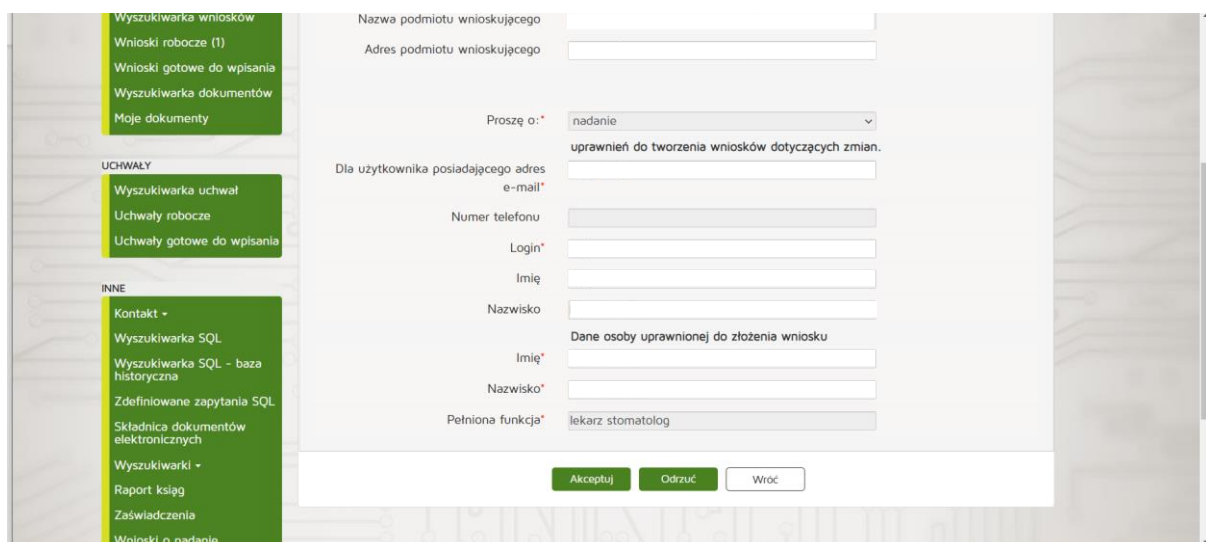 Wyszukiwarka wniosków
Wnioski robocze (1)
Wnioski gotowe do wpisania
Wyszukiwarka dokumentów
Moje dokumenty
UCHWAŁY
Wyszukiwarka uchwał
Uchwały robocze
Uchwały gotowe do wpisania
INNE
Kontakt
Wyszukiwarka SQL
Wyszukiwarka SQL - baza
historyczna
Zdefiniowane zapytania SQL
Składnica dokumentów
elektronicznych
Wyszukiwarki
Raport ksiąg
Zaświadczenia
Wnioski o nadanie
Nazwa podmiotu wnioskującego
Adres podmiotu wnioskującego
Proszę o:* nadanie
uprawnień do tworzenia wniosków dotyczących zmian.
Dla użytkownika posiadającego adres
e-mail*
Numer telefonu
Login*
Imię
Nazwisko
Dane osoby uprawnionej do złożenia wniosku
Imię*
Nazwisko*
Pełniona funkcja* lekarz stomatolog
Akceptuj Odrzuć Wróć